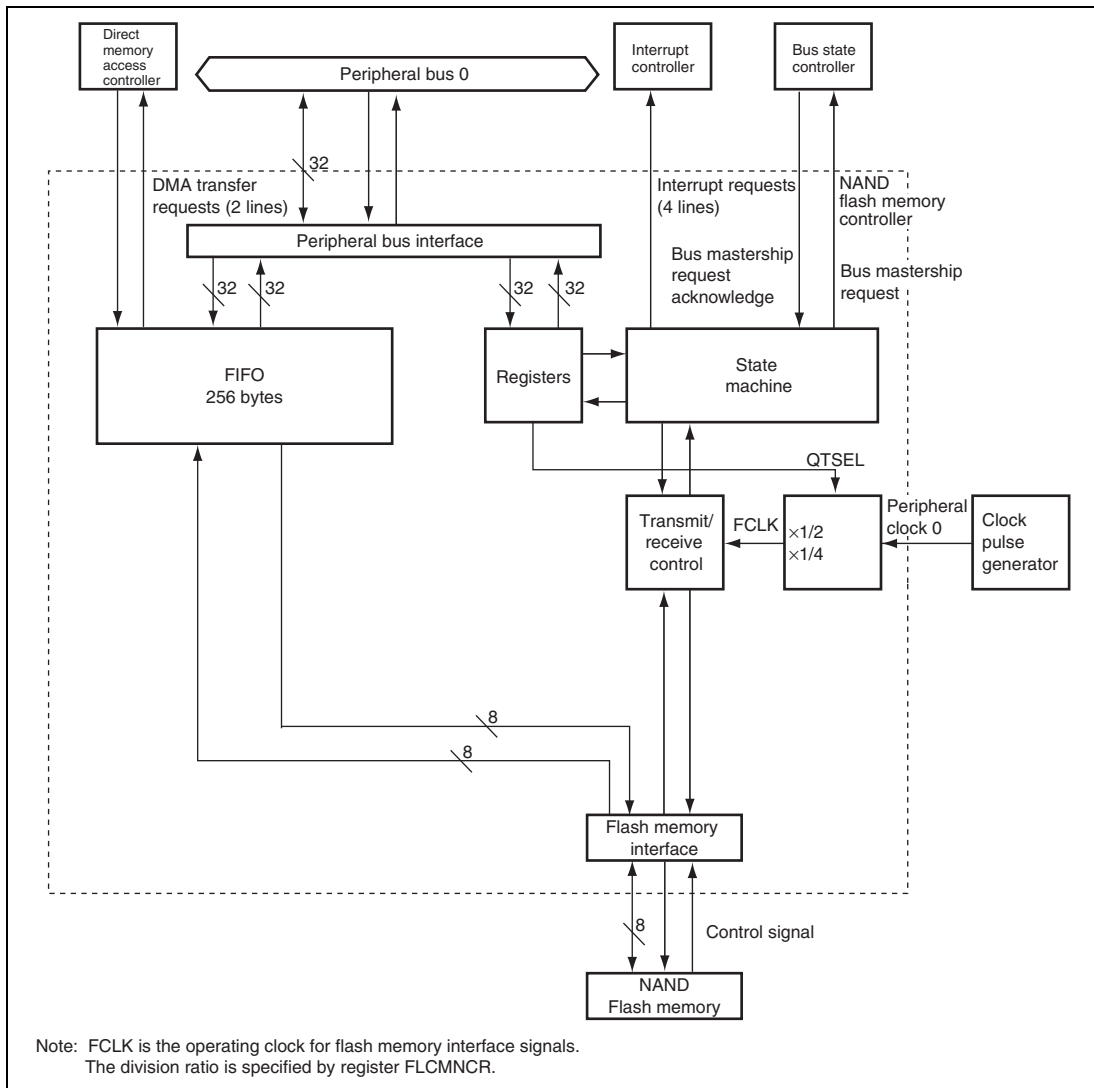 Direct
memory
access
controller
Peripheral bus 0
Interrupt
controller
Bus state
controller
32
DMA transfer
requests (2 lines)
Interrupt requests
(4 lines)
NAND
flash memory
controller
Peripheral bus interface
Bus mastership
request
acknowledge
Bus mastership
request
32
32
32
32
FIFO
256 bytes
Registers
State
machine
QTSEL
Transmit/
receive
control
FCLK
×1/2
×1/4
Peripheral
clock 0
Clock
pulse
generator
8
8
Flash memory
interface
8
Control signal
NAND
Flash memory
Note: FCLK is the operating clock for flash memory interface signals.
The division ratio is specified by register FLCMNCR.